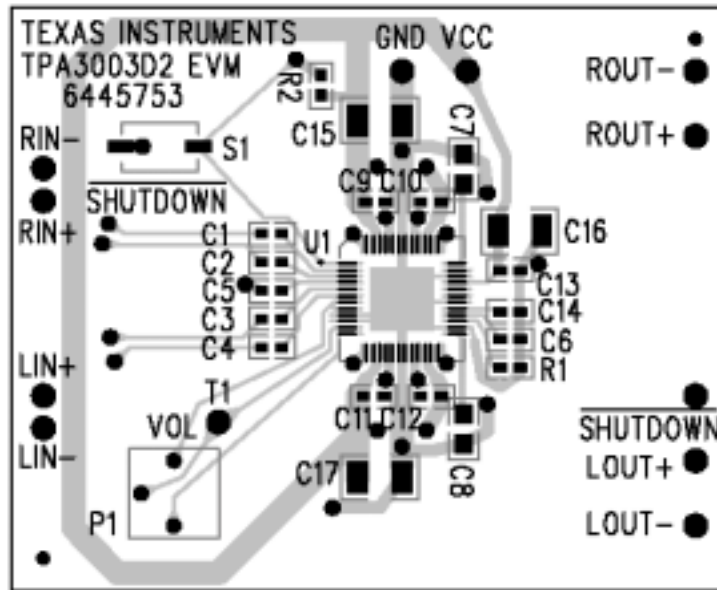 TEXAS INSTRUMENTS
TPA3003D2 EVM
6445753
GND VCC
ROUT-
R2
C15
C7
RIN-
S1
ROUT+
SHUTDOWN
C9 C10
RIN+
C1
U1
C16
C2
C5
C13
C3
C14
C4
C6
LIN+
R1
T1
VOL
C11 C12
SHUTDOWN
LIN-
C17
C8
LOUT+
P1
LOUT-